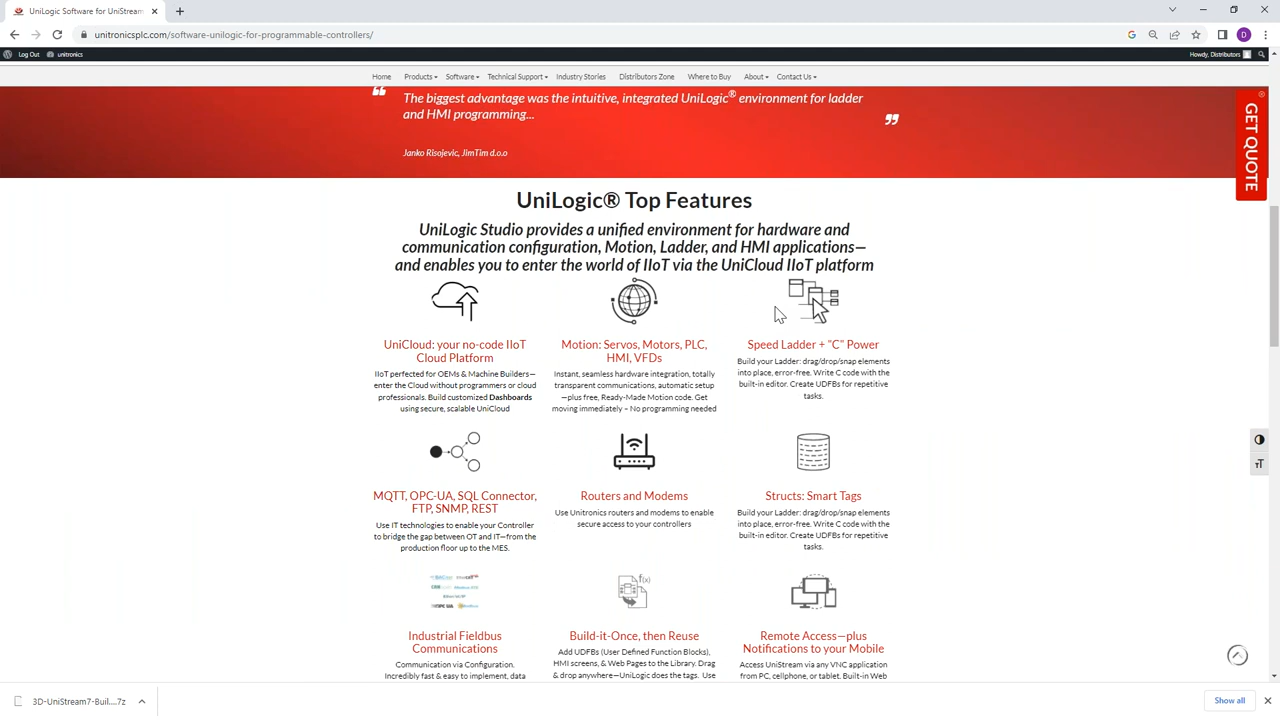 UniLogic Software for UniStream
unitronicsplc.com/software-unilogic-for-programmable-controllers/
Log Out
unitronics
Howdy, Distributors
Home
Products
Software
Technical Support
Industry Stories
Distributors Zone
Where to Buy
About
Contact Us
The biggest advantage was the intuitive, integrated UniLogic® environment for ladder
and HMI programming...
Janko Risojevic, JimTim d.o.o
GET QUOTE
UniLogic® Top Features
UniLogic Studio provides a unified environment for hardware and
communication configuration, Motion, Ladder, and HMI applications—
and enables you to enter the world of IIoT via the UniCloud IIoT platform
UniCloud: your no-code IIoT
Cloud Platform
IIoT perfected for OEMs & Machine Builders—
enter the Cloud without programmers or cloud
professionals. Build customized Dashboards
using secure, scalable UniCloud
Motion: Servos, Motors, PLC,
HMI, VFDs
Instant, seamless hardware integration, totally
transparent communications, automatic setup
—plus free, Ready-Made Motion code. Get
moving immediately – No programming needed
Speed Ladder + "C" Power
Build your Ladder: drag/drop/snap elements
into place, error-free. Write C code with the
built-in editor. Create UDFBs for repetitive
tasks.
MQTT, OPC-UA, SQL Connector,
FTP, SNMP, REST
Use IT technologies to enable your Controller
to bridge the gap between OT and IT—from the
production floor up to the MES.
Routers and Modems
Use Unitronics routers and modems to enable
secure access to your controllers
Structs: Smart Tags
Build your Ladder: drag/drop/snap elements
into place, error-free. Write C code with the
built-in editor. Create UDFBs for repetitive
tasks.
Industrial Fieldbus
Communications
Communication via Configuration.
Incredibly fast & easy to implement, data
f(x)
Build-it-Once, then Reuse
Add UDFBs (User Defined Function Blocks),
HMI screens, & Web Pages to the Library. Drag
& drop anywhere—UniLogic does the tags. Use
Remote Access—plus
Notifications to your Mobile
Access UniStream via any VNC application
from PC, cellphone, or tablet. Built-in Web
3D-UniStream7-Buil....7z
Show all